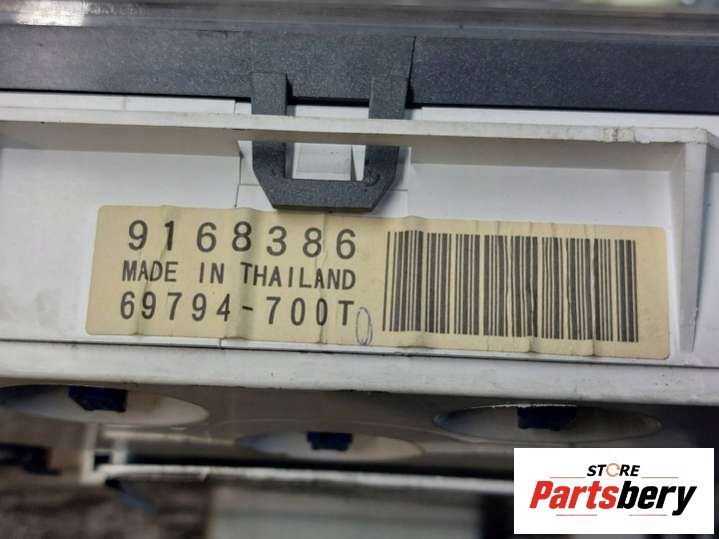 9168386
MADE IN THAILAND
69794-700T
STORE
Partsbery